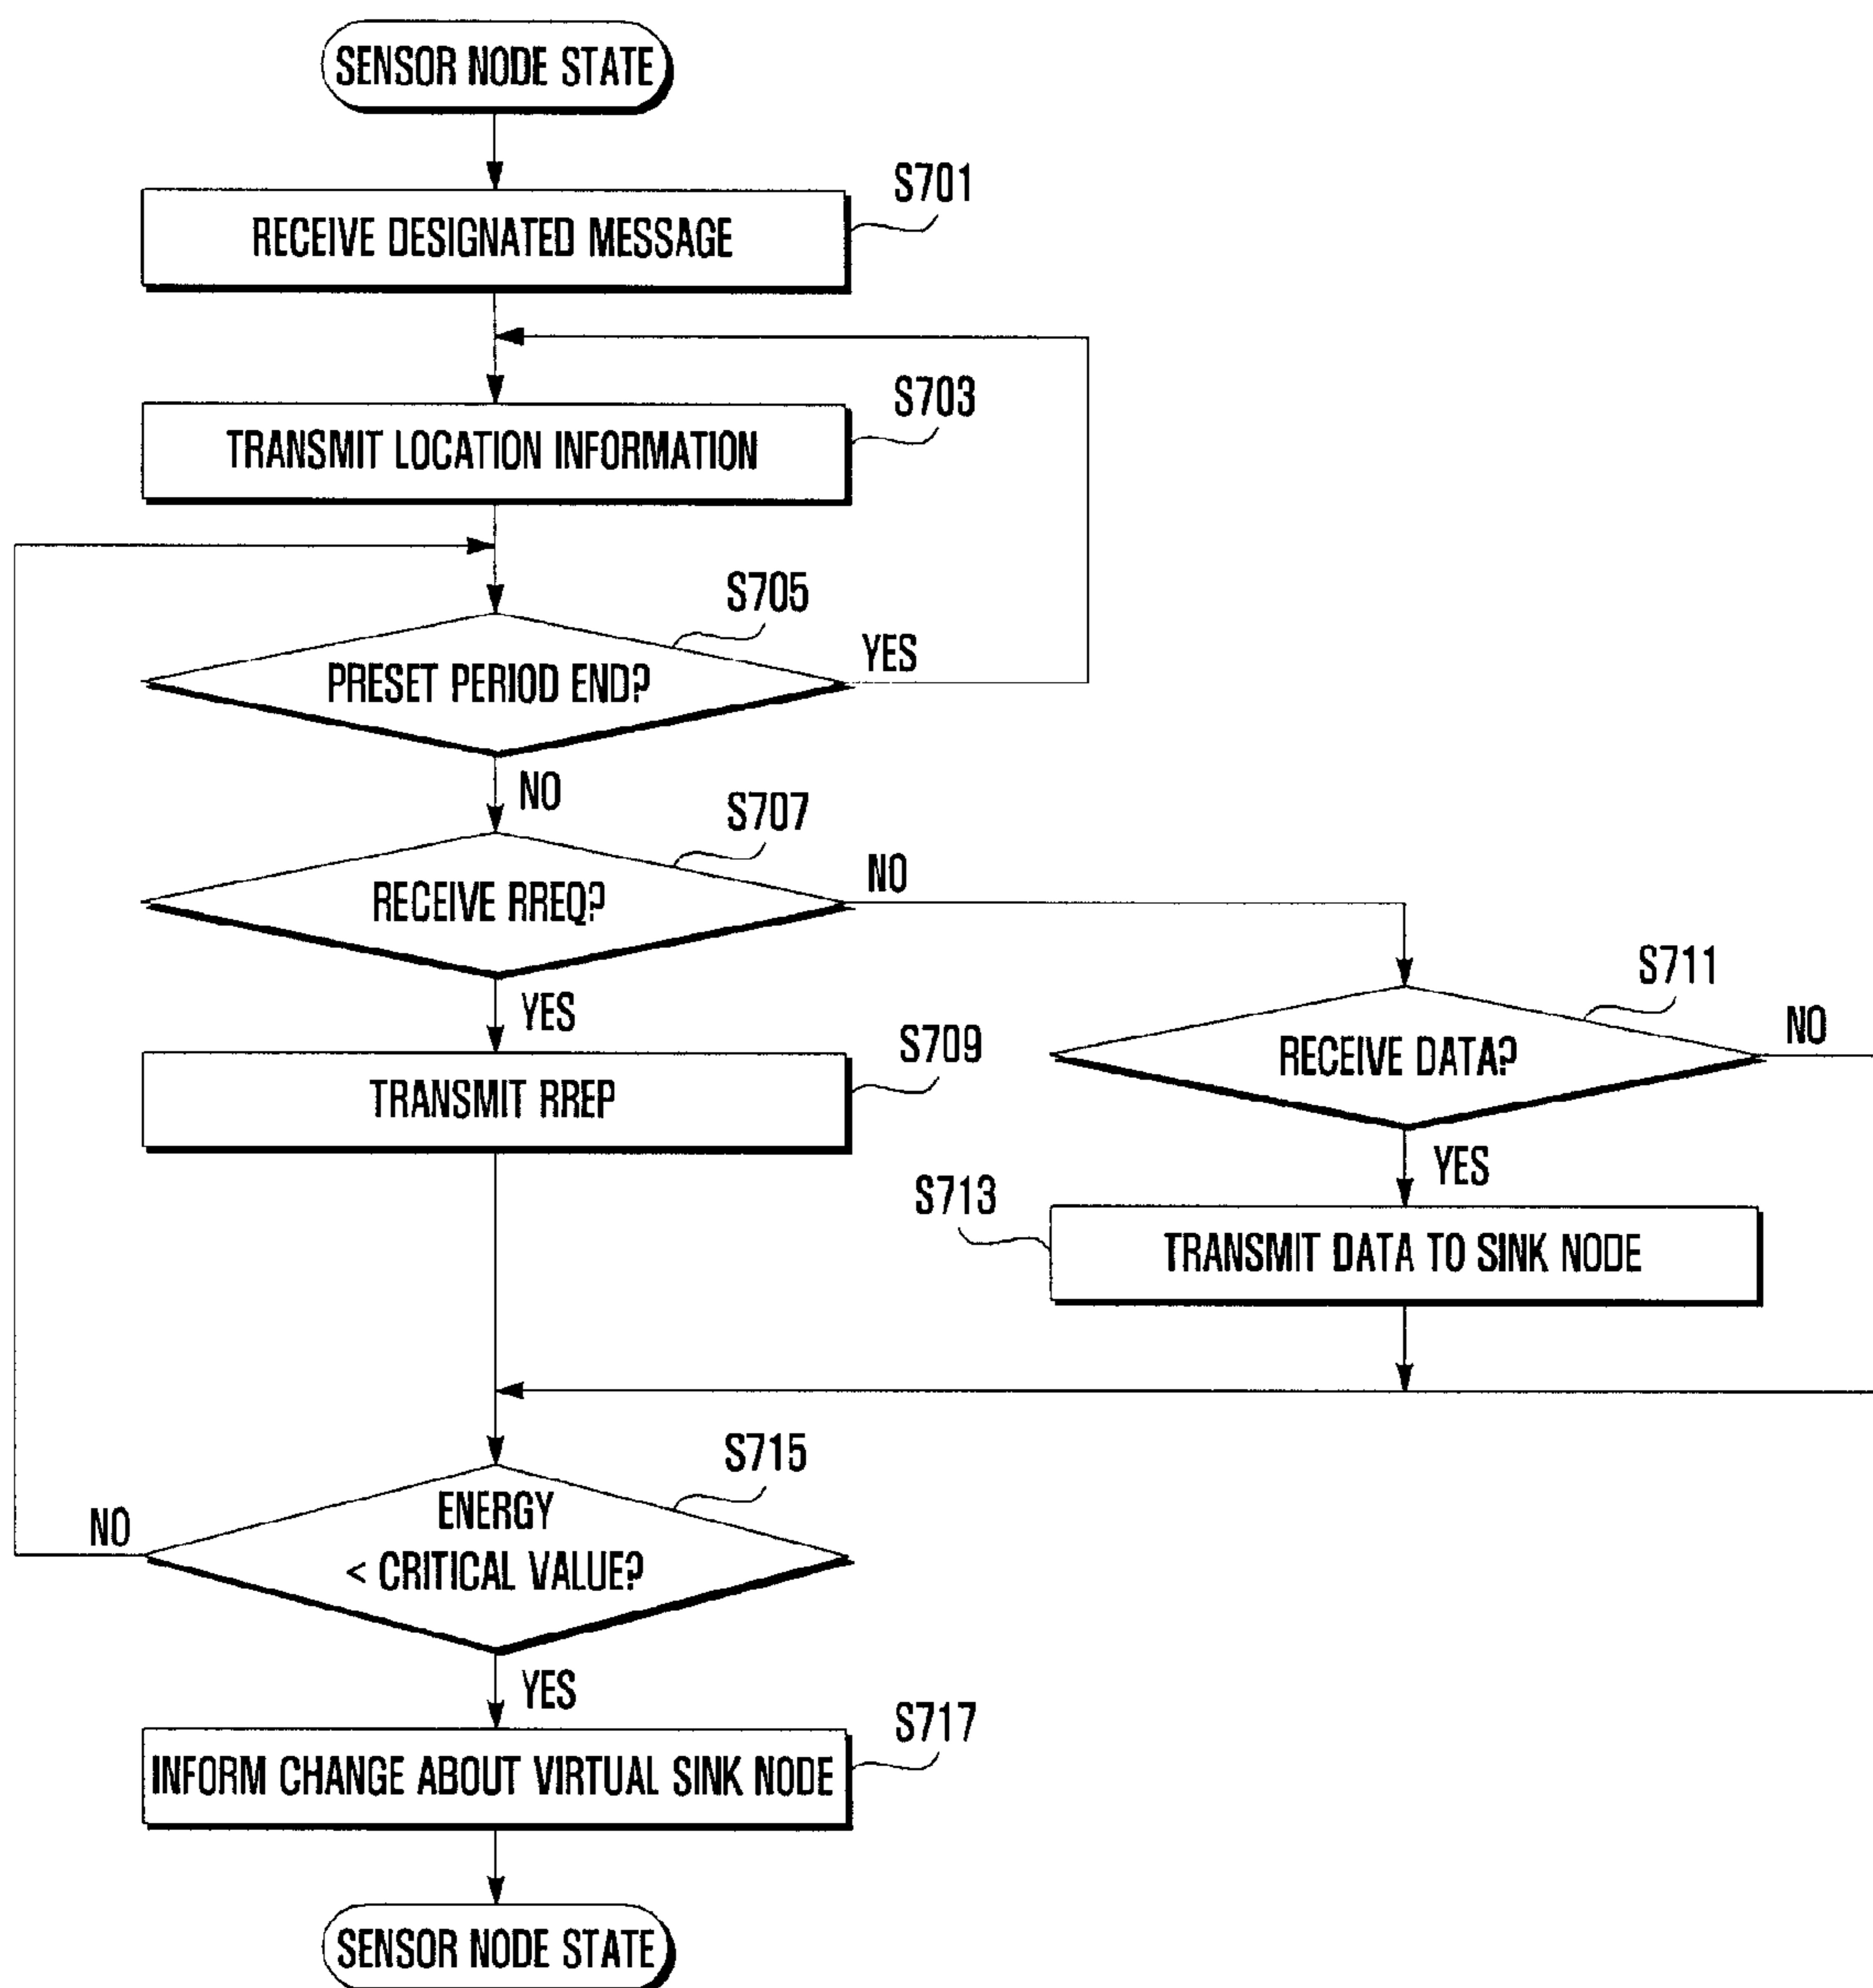 SENSOR NODE STATE
S701
RECEIVE DESIGNATED MESSAGE
S703
TRANSMIT LOCATION INFORMATION
S705
PRESET PERIOD END?
YES
NO
S707
RECEIVE RREQ?
NO
YES
S711
RECEIVE DATA?
NO
S709
TRANSMIT RREP
YES
S713
TRANSMIT DATA TO SINK NODE
S715
ENERGY
< CRITICAL VALUE?
NO
YES
S717
INFORM CHANGE ABOUT VIRTUAL SINK NODE
SENSOR NODE STATE